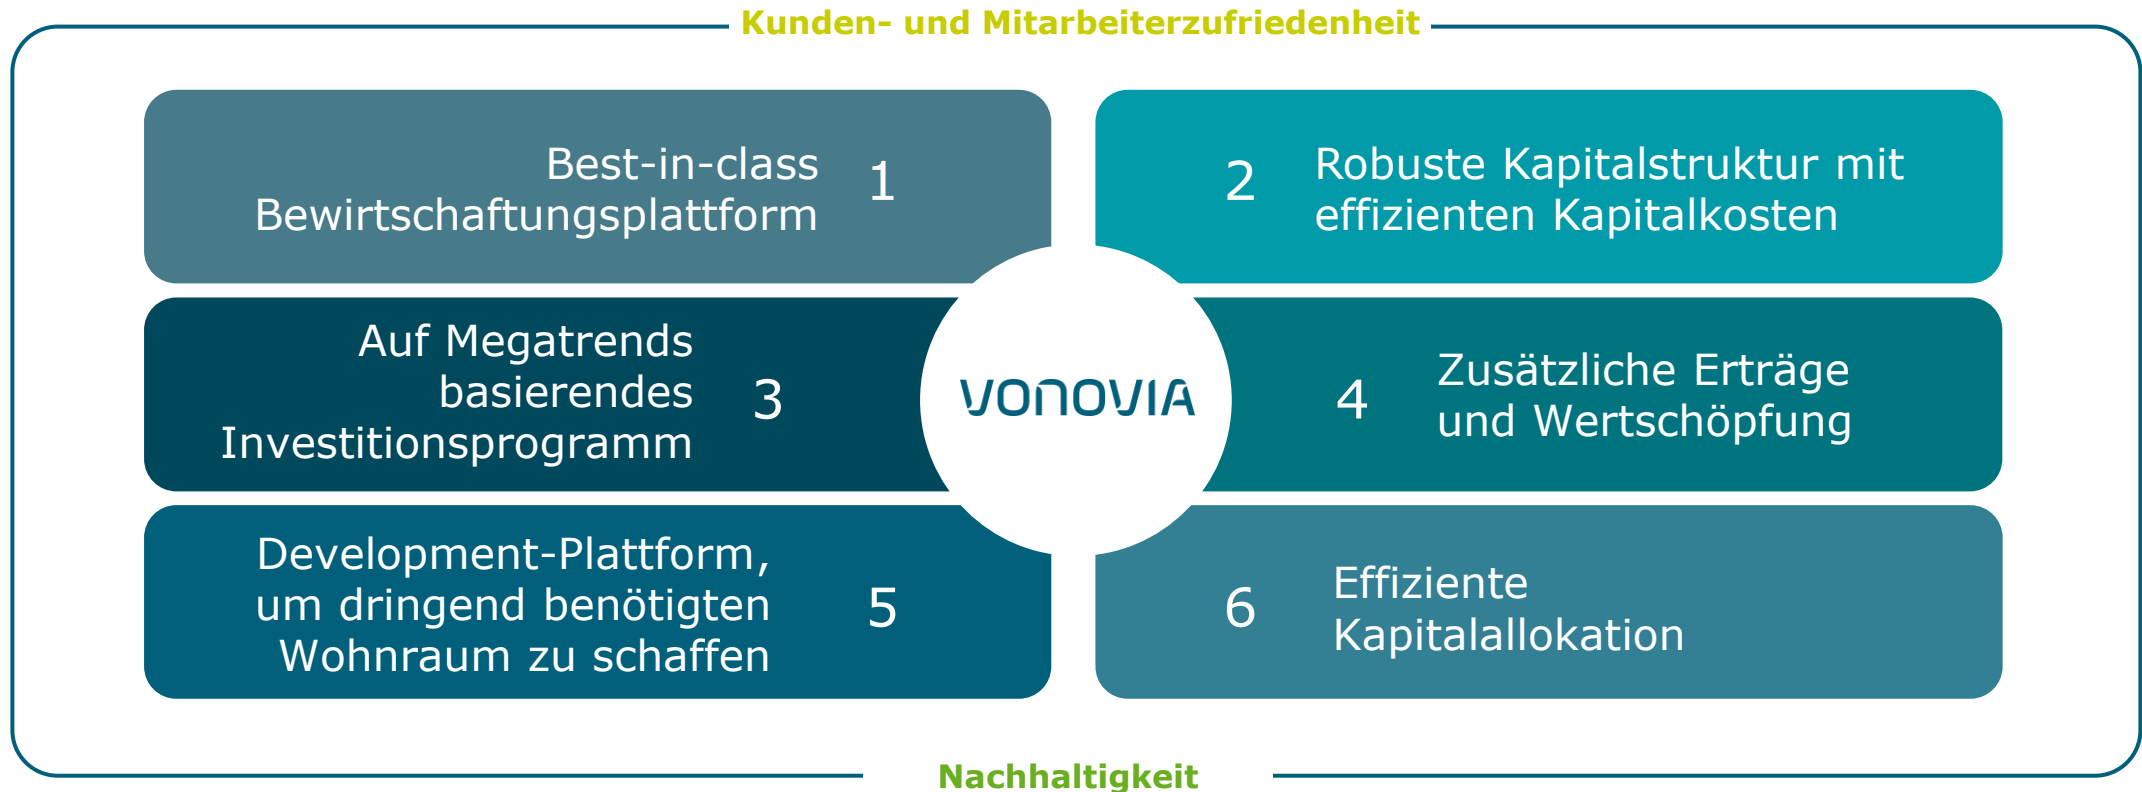 Kunden- und Mitarbeiterzufriedenheit
Best-in-class
Bewirtschaftungsplattform
1
2
Robuste Kapitalstruktur mit
effizienten Kapitalkosten
Auf Megatrends
basierendes
Investitionsprogramm
3
VONOVIA
4
Zusätzliche Erträge
und Wertschöpfung
Development-Plattform,
um dringend benötigten
Wohnraum zu schaffen
5
6
Effiziente
Kapitalallokation
Nachhaltigkeit